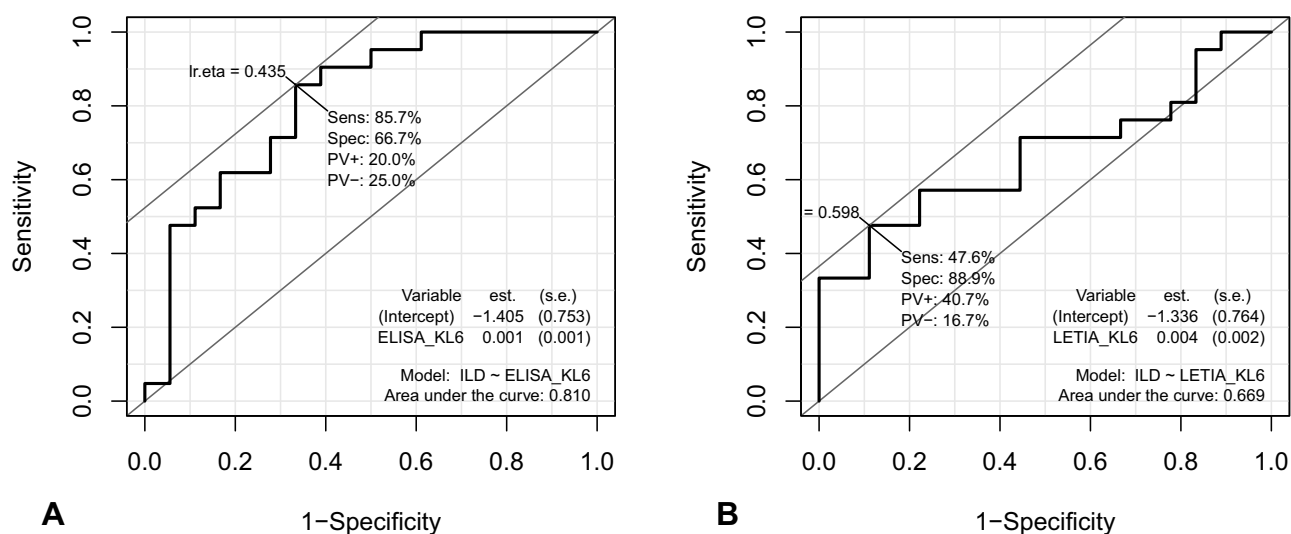 1.0
0.8
0.6
0.4
0.2
0.0
Sensitivity
lr.eta = 0.435
Sens: 85.7%
Spec: 66.7%
PV+: 20.0%
PV−: 25.0%
Variable est. (s.e.)
(Intercept) −1.405 (0.753)
ELISA_KL6 0.001 (0.001)
Model: ILD ~ ELISA_KL6
Area under the curve: 0.810
0.0 0.2 0.4 0.6 0.8 1.0
1−Specificity
A
1.0
0.8
0.6
0.4
0.2
0.0
Sensitivity
= 0.598
Sens: 47.6%
Spec: 88.9%
PV+: 40.7%
PV−: 16.7%
Variable est. (s.e.)
(Intercept) −1.336 (0.764)
LETIA_KL6 0.004 (0.002)
Model: ILD ~ LETIA_KL6
Area under the curve: 0.669
0.0 0.2 0.4 0.6 0.8 1.0
1−Specificity
B